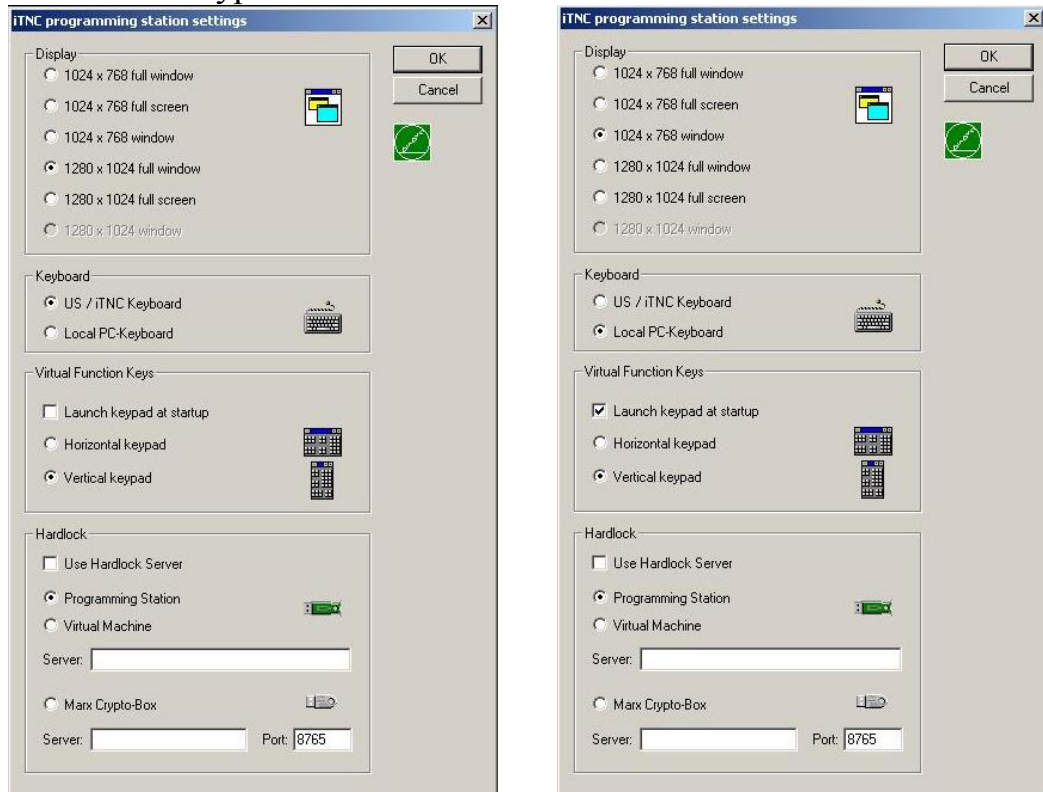 iTNC programming station settings
Display
1024 x 768 full window
1024 x 768 full screen
1024 x 768 window
1280 x 1024 full window
1280 x 1024 full screen
1280 x 1024 window
OK
Cancel
Keyboard
US / iTNC Keyboard
Local PC-Keyboard
Virtual Function Keys
Launch keypad at startup
Horizontal keypad
Vertical keypad
Hardlock
Use Hardlock Server
Programming Station
Virtual Machine
Server:
Marx Crypto-Box
Server: Port: 8765
iTNC programming station settings
Display
1024 x 768 full window
1024 x 768 full screen
1024 x 768 window
1280 x 1024 full window
1280 x 1024 full screen
1280 x 1024 window
OK
Cancel
Keyboard
US / iTNC Keyboard
Local PC-Keyboard
Virtual Function Keys
Launch keypad at startup
Horizontal keypad
Vertical keypad
Hardlock
Use Hardlock Server
Programming Station
Virtual Machine
Server:
Marx Crypto-Box
Server: Port: 8765